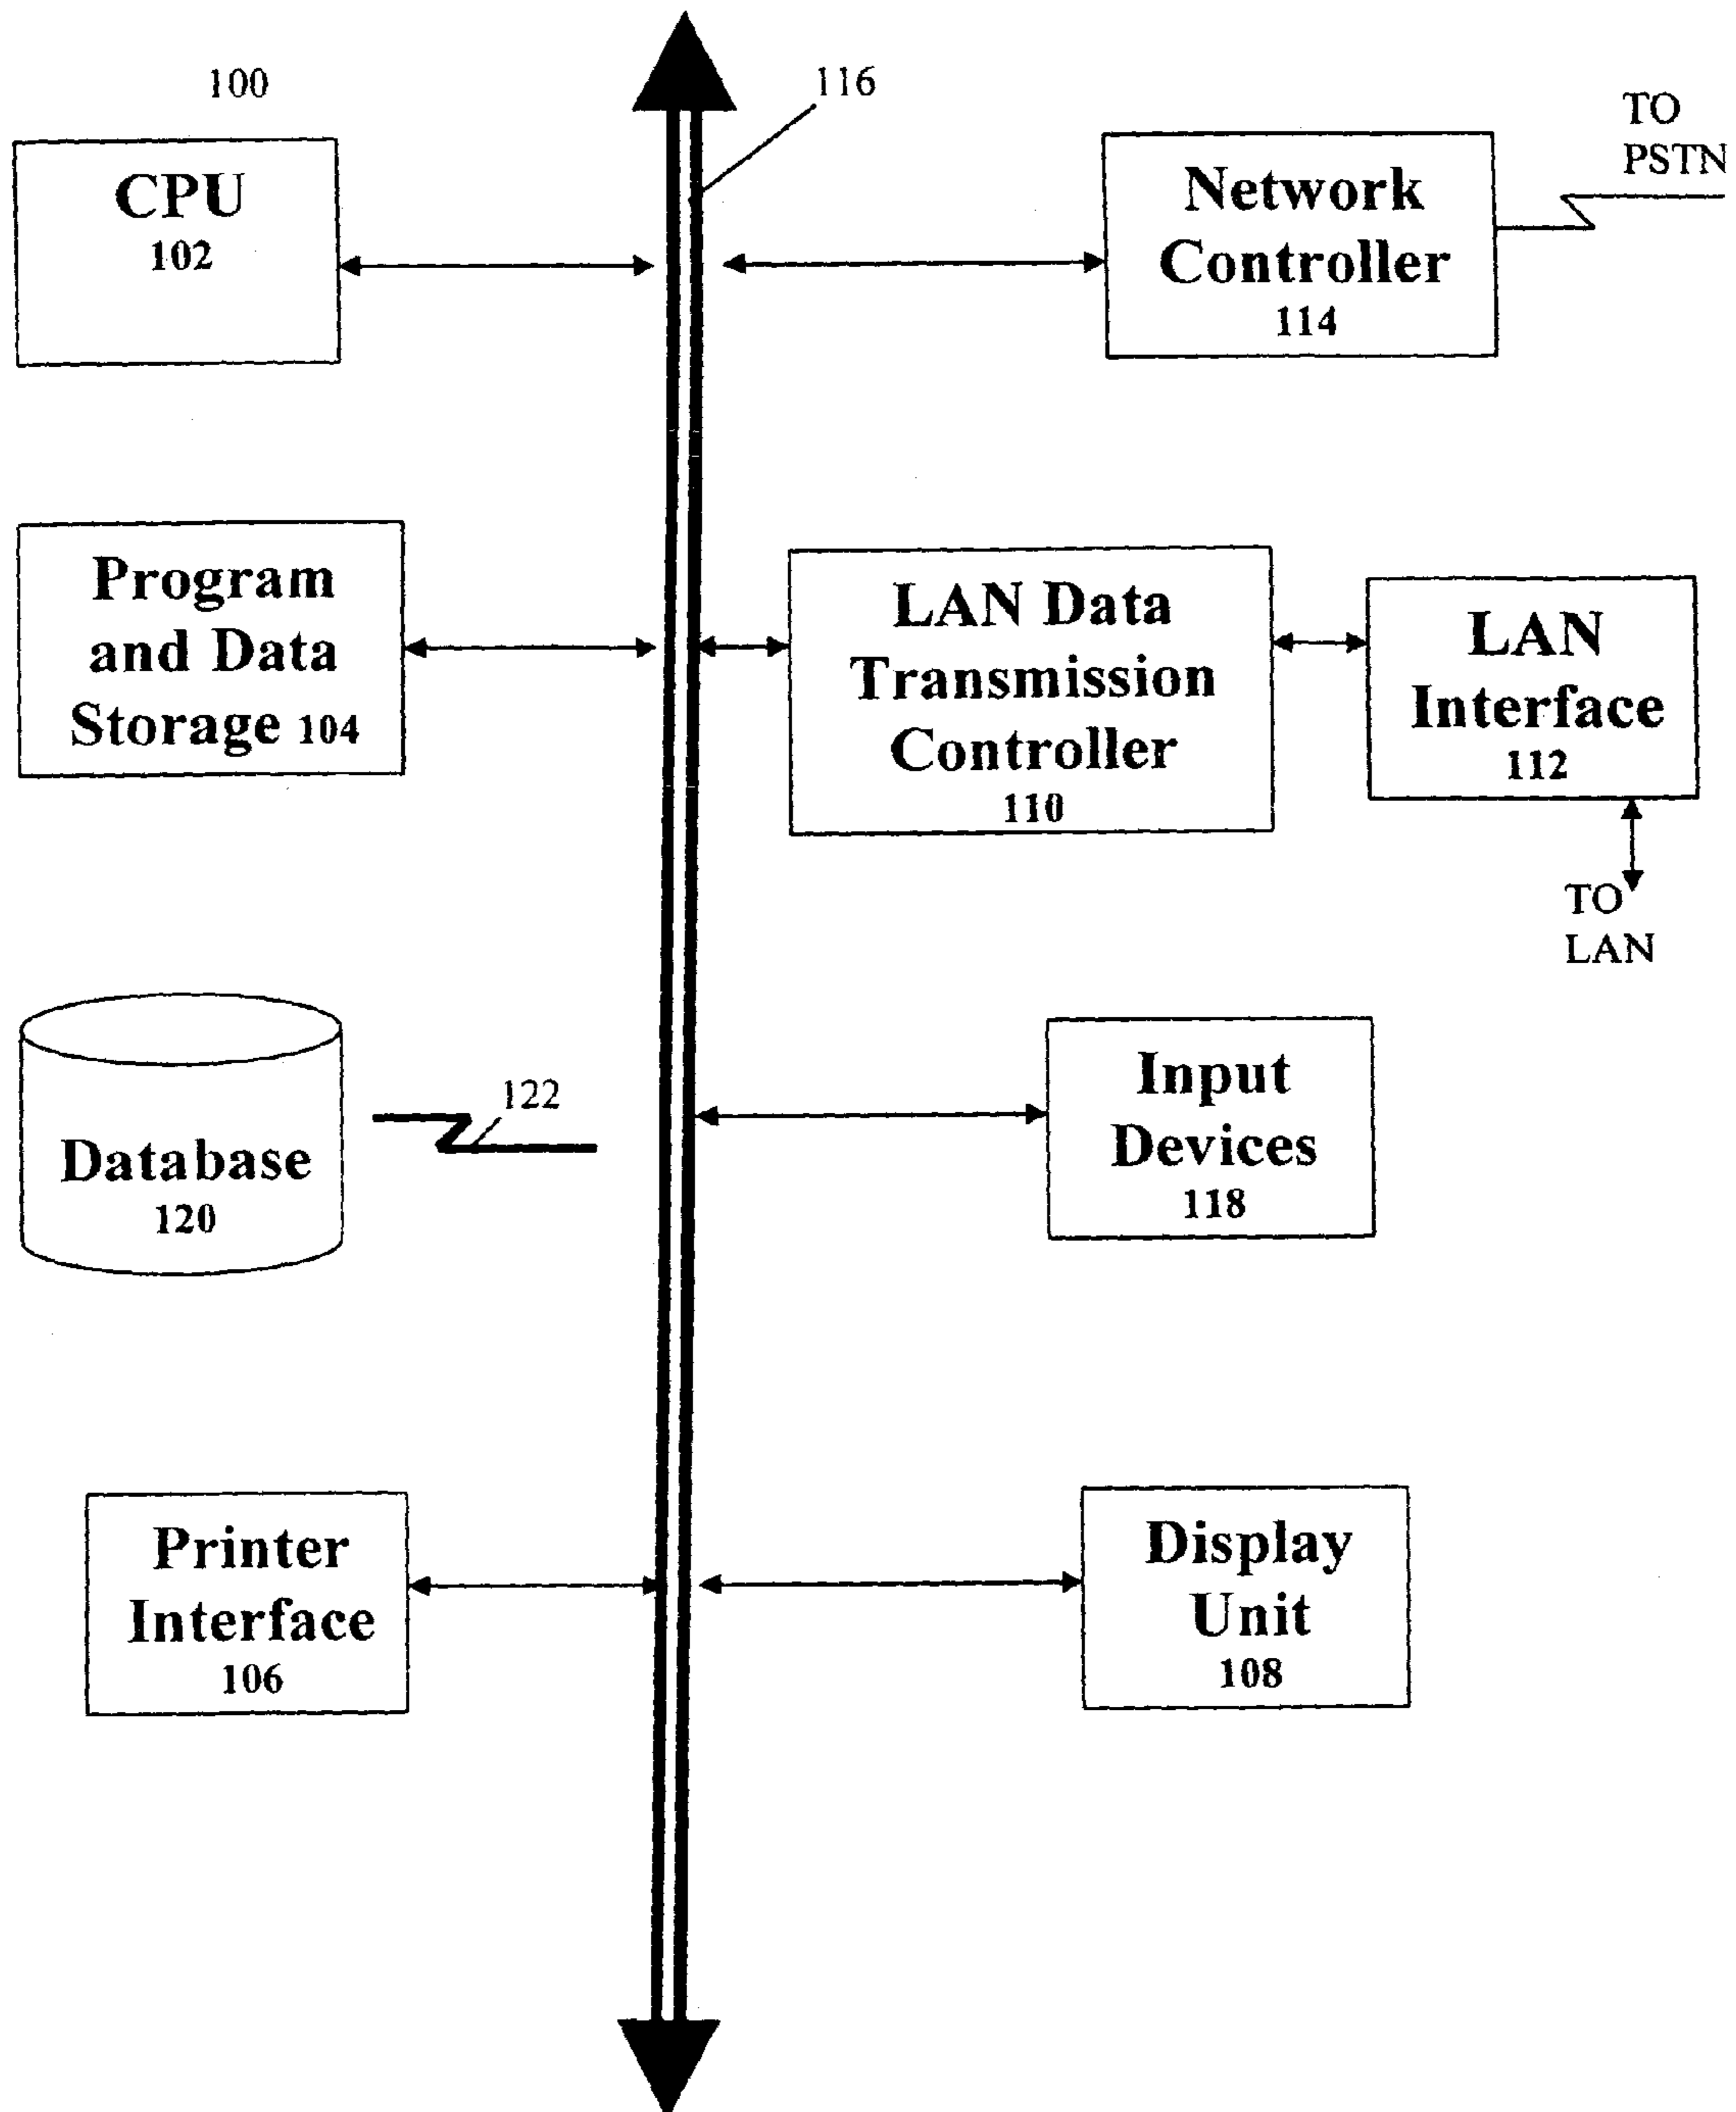 100
116
TO
PSTN
CPU
102
Network
Controller
114
Program
and Data
Storage 104
LAN Data
Transmission
Controller
110
LAN
Interface
112
TO
LAN
Database
120
122
Input
Devices
118
Printer
Interface
106
Display
Unit
108